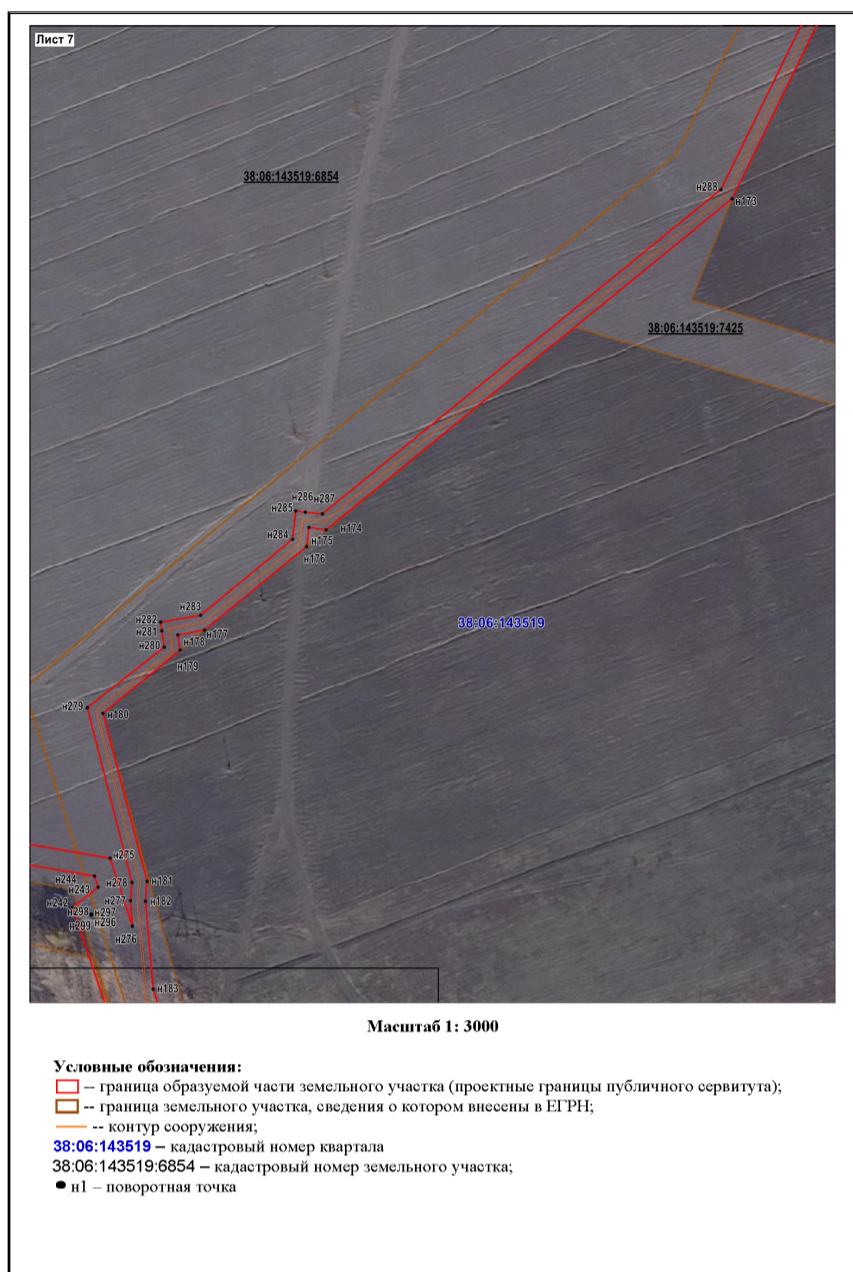 Лист 7
38:06:143519:6854
н288
н173
38:06:143519:7425
н286
н285
н287
н284
н174
н175
н176
н283
н282
38:06:143519
н281
н177
н280
н178
н179
н279
н180
н275
н244
н278
н181
н243
н242
н277
н182
н298
н297
н299
н296
н276
н183
Масштаб 1: 3000
Условные обозначения:
-- граница образуемой части земельного участка (проектные границы публичного сервитута);
-- граница земельного участка, сведения о котором внесены в ЕГРН;
-- контур сооружения;
38:06:143519 – кадастровый номер квартала
38:06:143519:6854 – кадастровый номер земельного участка;
н1 – поворотная точка